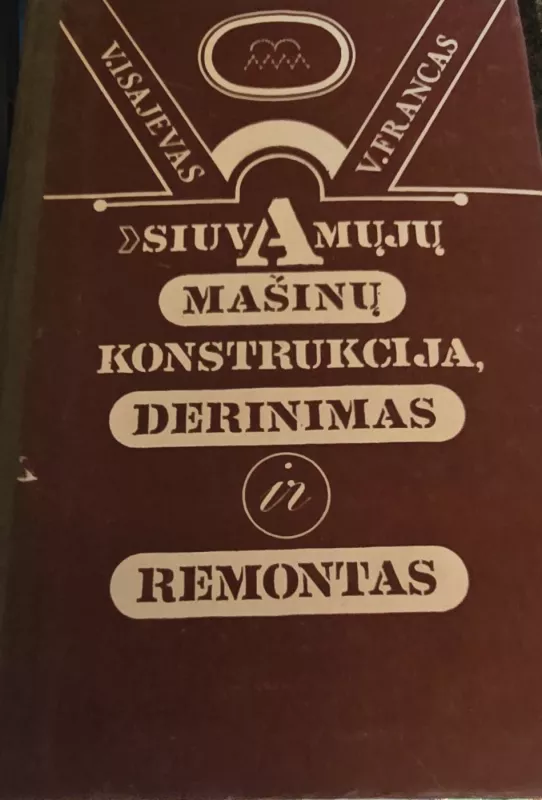 V.ISAJEVAS
V.FRANCAS
SIUVAMŲJŲ
MAŠINŲ
KONSTRUKCIJA,
DERINIMAS
ir
REMONTAS